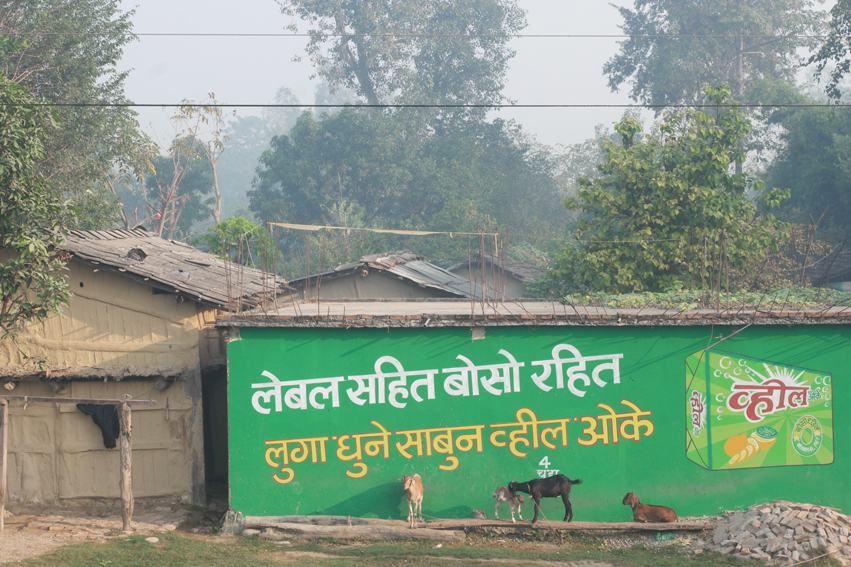 लेबल सहित बोसो रहित
लुगा धुने साबुन व्हील ओके
व्हील
व्हील